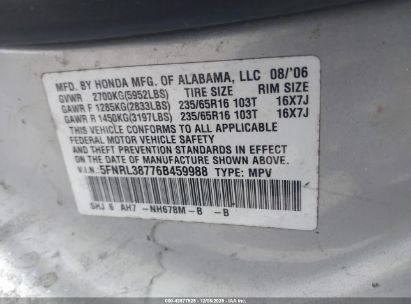 MFD. BY HONDA MFG. OF ALABAMA, LLC 08/'06
GVWR 2700KG(5952LBS) TIRE SIZE RIM SIZE
GAWR F 1285KG(2833LBS) 235/65R16 103T 16X7J
GAWR R 1450KG(3197LBS) 235/65R16 103T 16X7J
THIS VEHICLE CONFORMS TO ALL APPLICABLE
FEDERAL MOTOR VEHICLE SAFETY STANDARDS
IN EFFECT ON THE DATE OF MANUFACTURE SHOWN ABOVE.
V.I.N.: 5FNRL38776B459988 TYPE: MPV
SHJ 6 AH7 -NH678M-B -B